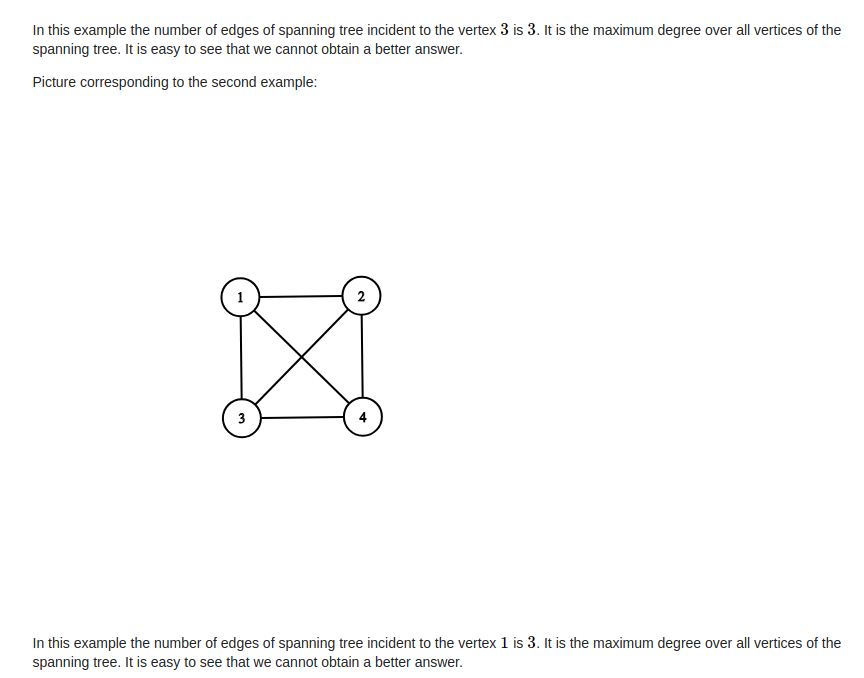 In this example the number of edges of spanning tree incident to the vertex 3 is 3. It is the maximum degree over all vertices of the
spanning tree. It is easy to see that we cannot obtain a better answer.
Picture corresponding to the second example:
1 2
3 4
In this example the number of edges of spanning tree incident to the vertex 1 is 3. It is the maximum degree over all vertices of the
spanning tree. It is easy to see that we cannot obtain a better answer.